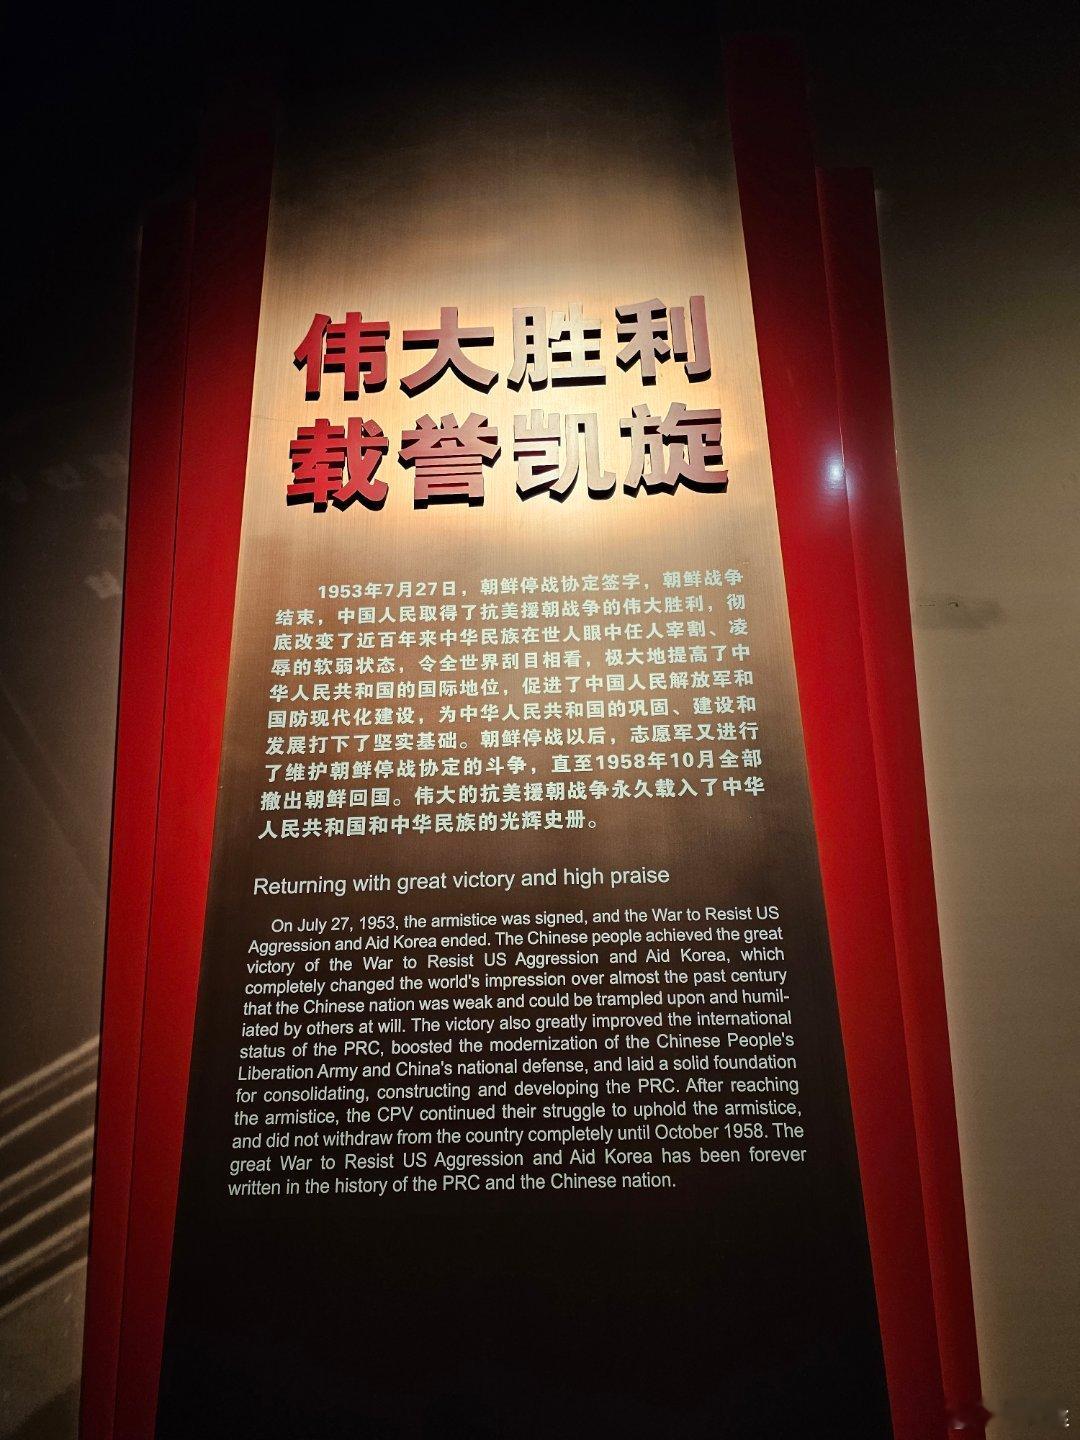 伟大胜利
载誉凯旋
1953年7月27日，朝鲜停战协定签字，朝鲜战争
结束，中国人民取得了抗美援朝战争的伟大胜利，彻
底改变了近百年来中华民族在世人眼中任人宰割、凌
辱的软弱状态，令全世界刮目相看，极大地提高了中
华人民共和国的国际地位，促进了中国人民解放军和
国防现代化建设，为中华人民共和国的巩固、建设和
发展打下了坚实基础。朝鲜停战以后，志愿军又进行
了维护朝鲜停战协定的斗争，直至1958年10月全部
撤出朝鲜回国。伟大的抗美援朝战争永久载入了中华
人民共和国和中华民族的光辉史册。
Returning with great victory and high praise
On July 27, 1953, the armistice was signed, and the War to Resist US
Aggression and Aid Korea ended. The Chinese people achieved the great
victory of the War to Resist US Aggression and Aid Korea, which
completely changed the world's impression over almost the past century
that the Chinese nation was weak and could be trampled upon and humil-
iated by others at will. The victory also greatly improved the international
status of the PRC, boosted the modernization of the Chinese People's
Liberation Army and China's national defense, and laid a solid foundation
for consolidating, constructing and developing the PRC. After reaching
the armistice, the CPV continued their struggle to uphold the armistice,
and did not withdraw from the country completely until October 1958. The
great War to Resist US Aggression and Aid Korea has been forever
written in the history of the PRC and the Chinese nation.